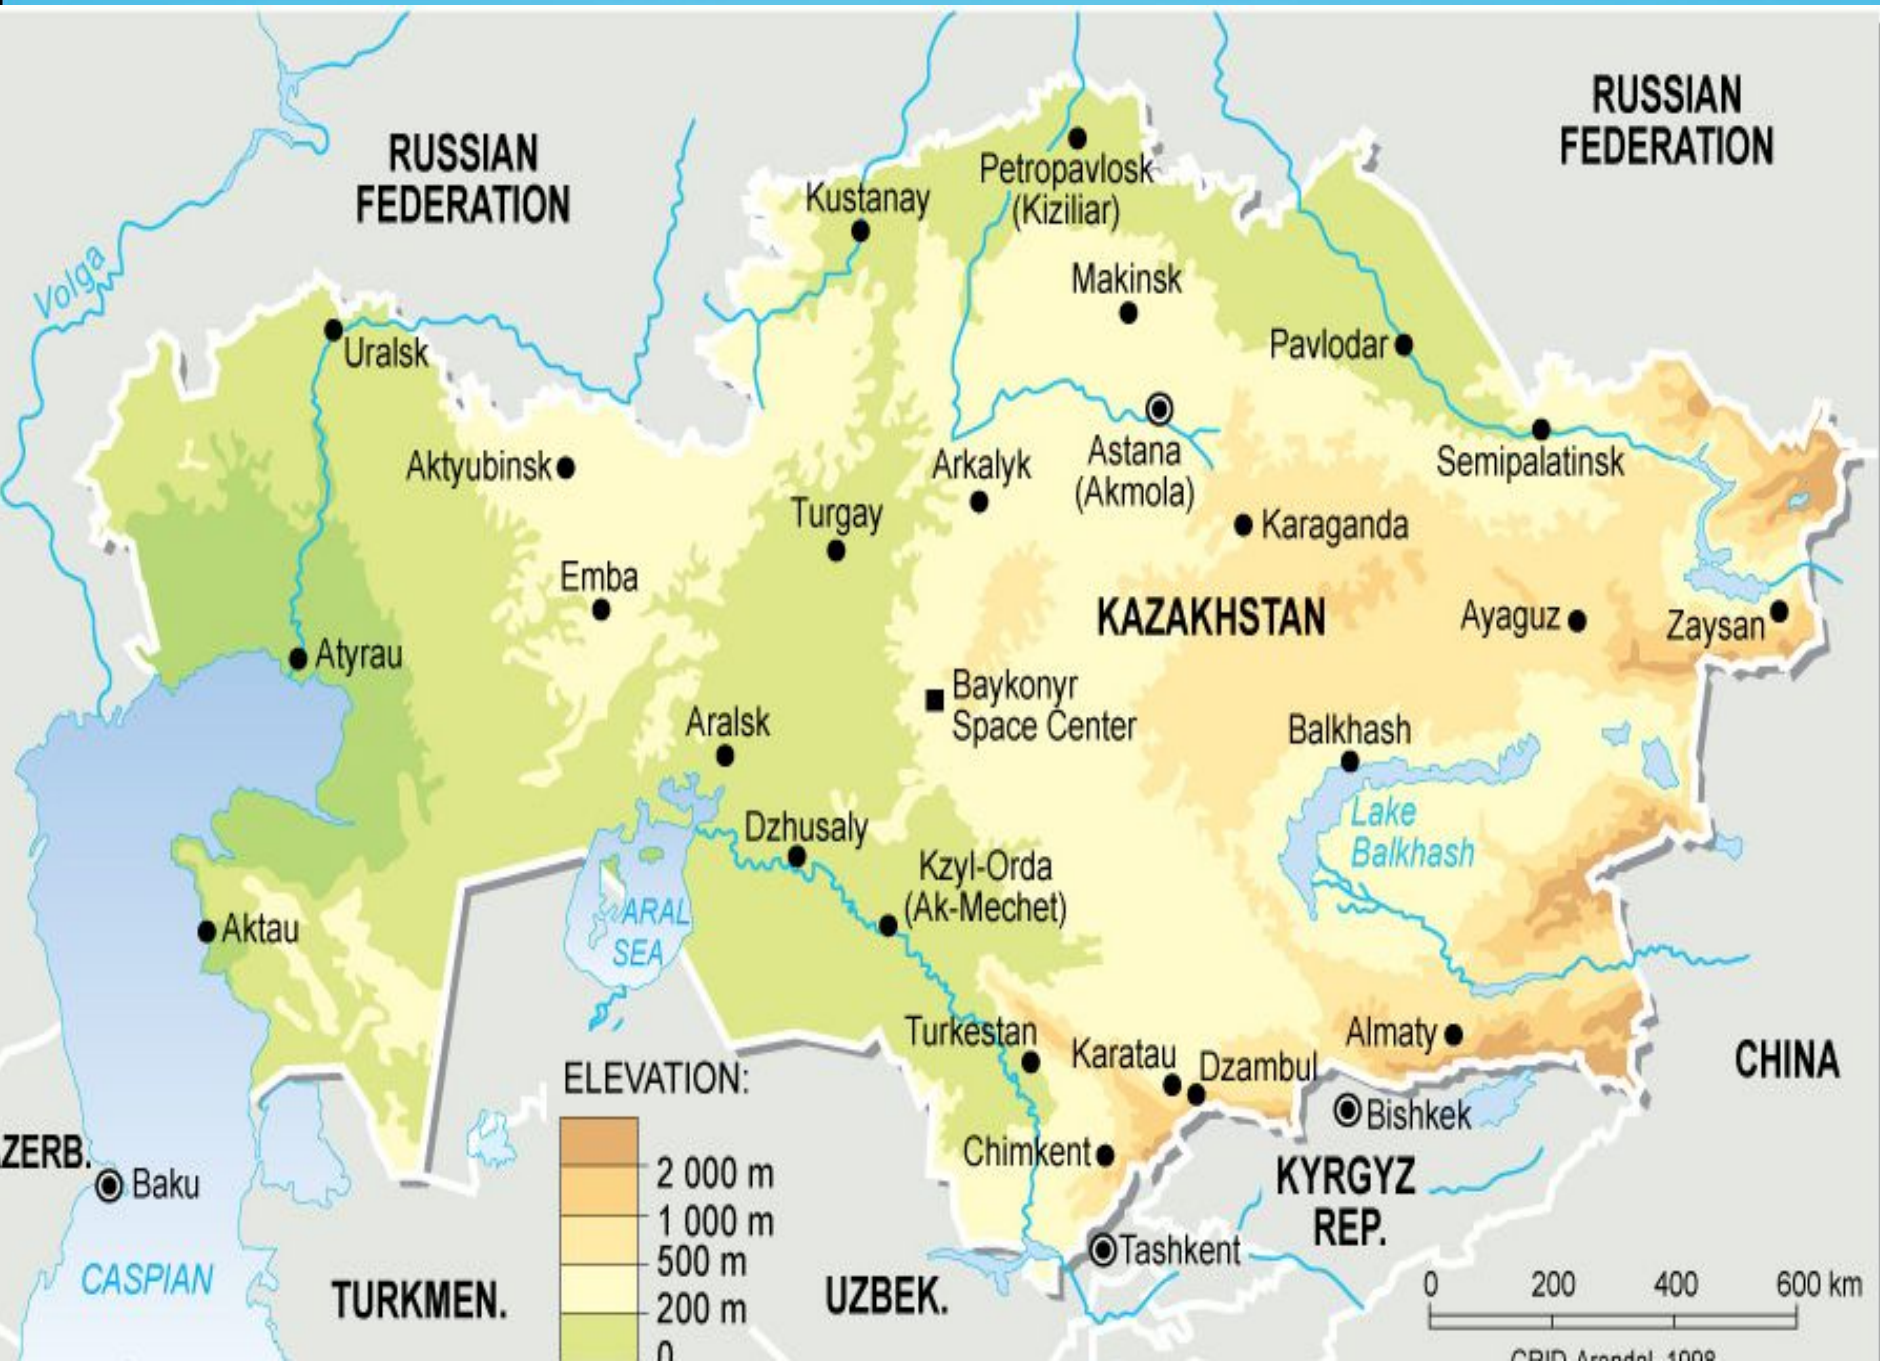 RUSSIAN
FEDERATION
RUSSIAN
FEDERATION
Volga
Petropavlosk
(Kiziliar)
Kustanay
Makinsk
Uralsk
Pavlodar
Aktyubinsk
Arkalyk
Astana
(Akmola)
Semipalatinsk
Turgay
Karaganda
Emba
KAZAKHSTAN
Ayaguz
Zaysan
Atyrau
Baykonyr
Space Center
Aralsk
Balkhash
Lake
Balkhash
Dzhusaly
Kzyl-Orda
(Ak-Mechet)
Aktau
ARAL
SEA
Turkestan
Karatau
Dzambul
Almaty
CHINA
ELEVATION:
Bishkek
ZERB.
Baku
Chimkent
KYRGYZ
REP.
2 000 m
1 000 m
500 m
200 m
0
Tashkent
CASPIAN
TURKMEN.
UZBEK.
0 200 400 600 km
GRID Arendal, 1998